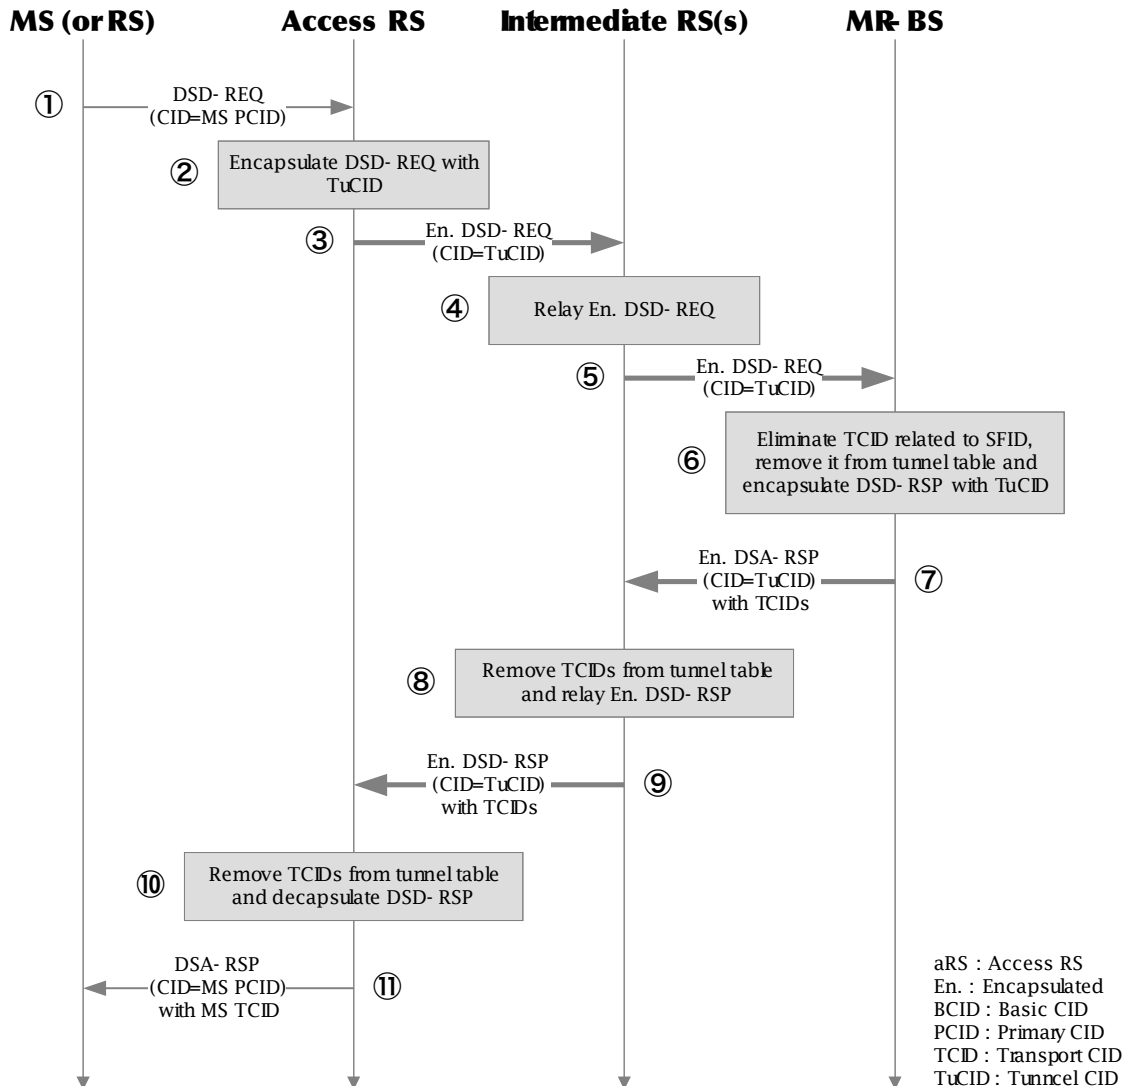 MS (or RS) Access RS Intermediate RS(s) MR-BS
① DSD-REQ
(CID=MS PCID)
② Encapsulate DSD-REQ with
TuCID
③ En. DSD-REQ
(CID=TuCID)
④ Relay En. DSD-REQ
⑤ En. DSD-REQ
(CID=TuCID)
⑥ Eliminate TCID related to SFID,
remove it from tunnel table and
encapsulate DSD-RSP with TuCID
En. DSA-RSP
(CID=TuCID) ⑦
with TCIDs
⑧ Remove TCIDs from tunnel table
and relay En. DSD-RSP
En. DSD-RSP
(CID=TuCID) ⑨
with TCIDs
⑩ Remove TCIDs from tunnel table
and decapsulate DSD-RSP
DSA-RSP
(CID=MS PCID) ⑪
with MS TCID
aRS : Access RS
En. : Encapsulated
BCID : Basic CID
PCID : Primary CID
TCID : Transport CID
TuCID : Tunncel CID